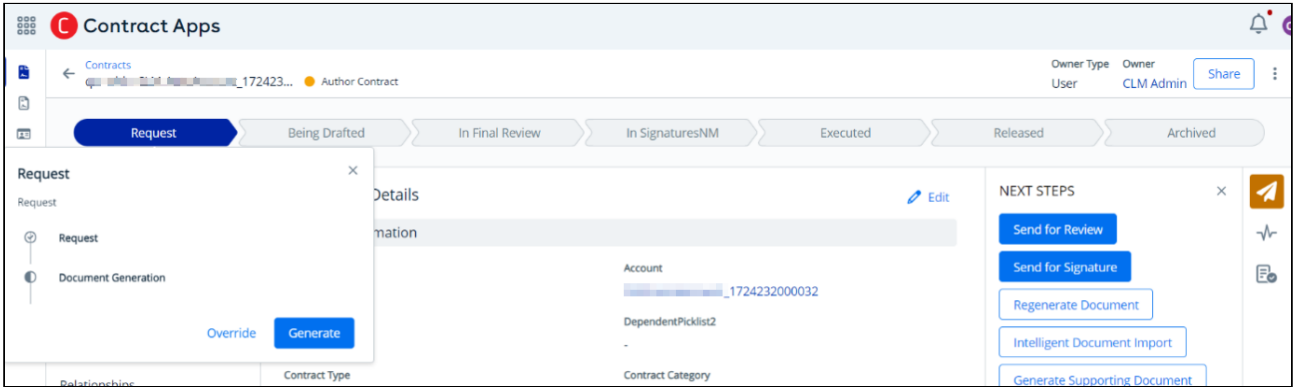 Contract Apps
Contracts
_172423... Author Contract
Owner Type Owner
User CLM Admin Share
Request Being Drafted In Final Review In SignaturesNM Executed Released Archived
Request
Request
Request
Document Generation
Override Generate
Details
Edit
mation
Account
_1724232000032
DependentPicklist2
-
Relationships
Contract Type Contract Category
NEXT STEPS
Send for Review
Send for Signature
Regenerate Document
Intelligent Document Import
Generate Supporting Document